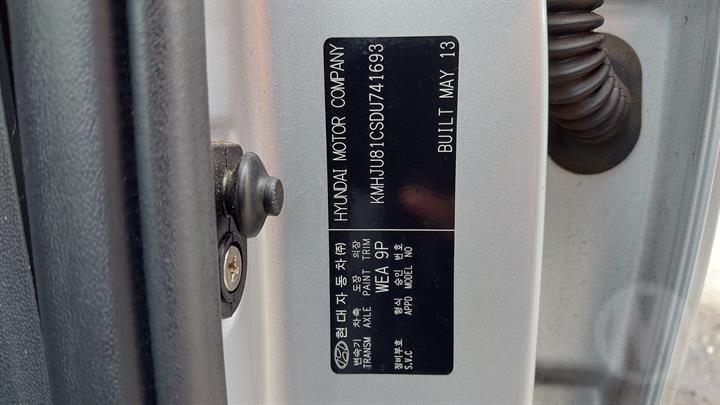 현대자동차(주) HYUNDAI MOTOR COMPANY
변속기 차축 도장 의장
TRANSM AXLE PAINT TRIM
WEA 9P KMHJU81CSDU741693
정비부호 형식 승인 번호
S.V.C APPD MODEL NO BUILT MAY 13